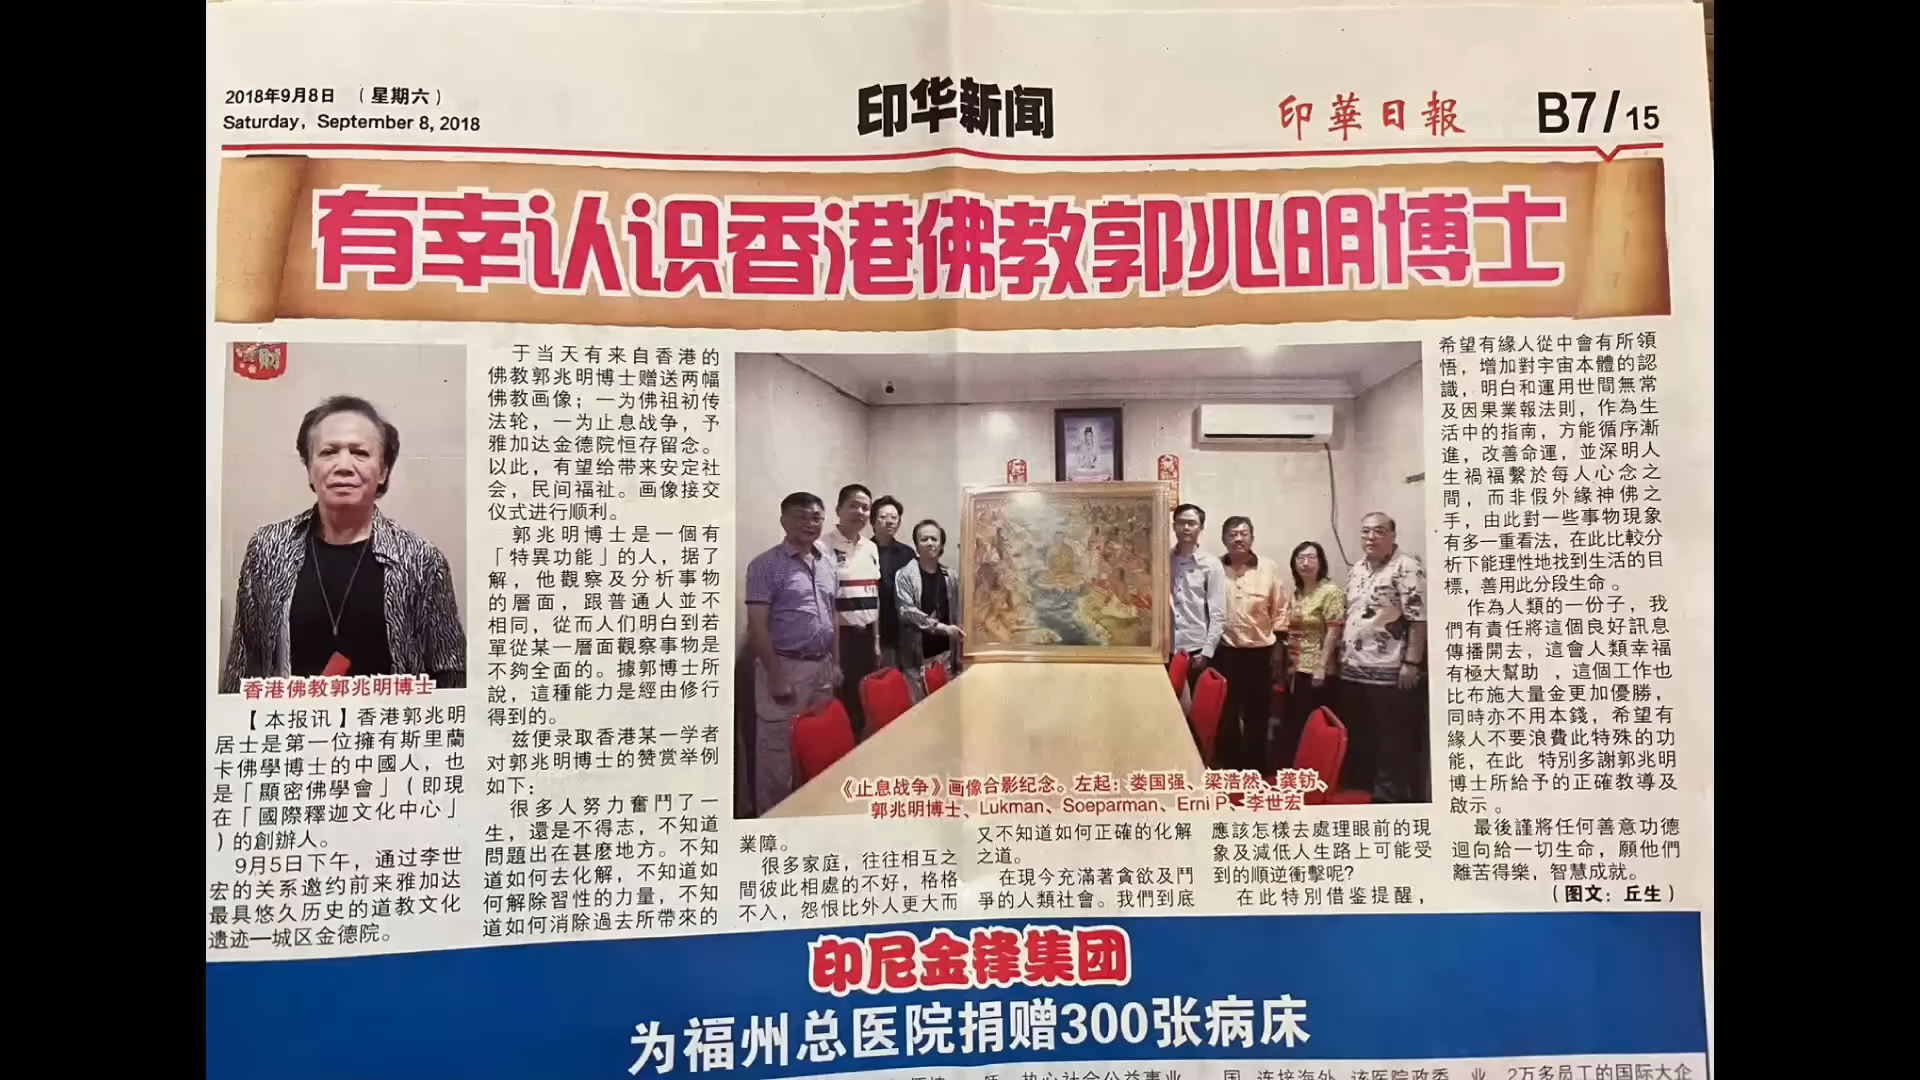 2018年9月8日 （星期六）
Saturday, September 8, 2018
印华新闻
印華日報
B7/15
有幸认识香港佛教郭兆明博士
香港佛教郭兆明博士
【本报讯】香港郭兆明
居士是第一位擁有斯里蘭
卡佛學博士的中國人，也
是「顯密佛學會」（即現
在「國際釋迦文化中心」
）的創辦人。
9月5日下午，通过李世
宏的关系邀约前来雅加达
最具悠久历史的道教文化
遗迹—城区金德院。
于当天有来自香港的
佛教郭兆明博士赠送两幅
佛教画像；一为佛祖初传
法轮，一为止息战争，予
雅加达金德院恒存留念。
以此，有望给带来安定社
会，民间福祉。画像接交
仪式进行顺利。
郭兆明博士是一個有
「特異功能」的人，据了
解，他觀察及分析事物
的層面，跟普通人並不
相同，從而人们明白到若
單從某一層面觀察事物是
不夠全面的。據郭博士所
說，這種能力是經由修行
得到的。
兹便录取香港某一学者
对郭兆明博士的赞赏举例
如下：
很多人努力奮鬥了一
生，還是不得志，不知道
問題出在甚麼地方。不知
道如何去化解，不知道如
何解除習性的力量，不知
道如何消除過去所帶來的
《止息战争》画像合影纪念。左起：娄国强、梁浩然、龚钫、
郭兆明博士、Lukman、Soeparman、Erni P、李世宏
業障。
很多家庭，往往相互之
間彼此相處的不好，格格
不入，怨恨比外人更大而
又不知道如何正確的化解
之道。
在現今充滿著貪欲及鬥
爭的人類社會。我們到底
應該怎樣去處理眼前的現
象及減低人生路上可能受
到的順逆衝擊呢?
在此特別借鉴提醒，
希望有緣人從中會有所領
悟，增加對宇宙本體的認
識，明白和運用世間無常
及因果業報法則，作為生
活中的指南，方能循序漸
進，改善命運，並深明人
生禍福繫於每人心念之
間，而非假外緣神佛之
手，由此對一些事物現象
有多一重看法，在此比較分
析下能理性地找到生活的目
標，善用此分段生命。
作為人類的一份子，我
們有責任將這個良好訊息
傳播開去，這會人類幸福
有極大幫助 ，這個工作也
比布施大量金更加優勝，
同時亦不用本錢，希望有
緣人不要浪費此特殊的功
能，在此 特別多謝郭兆明
博士所給予的正確教導及
啟示 。
最後謹將任何善意功德
迴向給一切生命，願他們
離苦得樂，智慧成就。
（图文：丘生）
印尼金锋集团
为福州总医院捐赠300张病床
热心社会公益事业
连接海外
该医院政委
2万多员工的国际大企